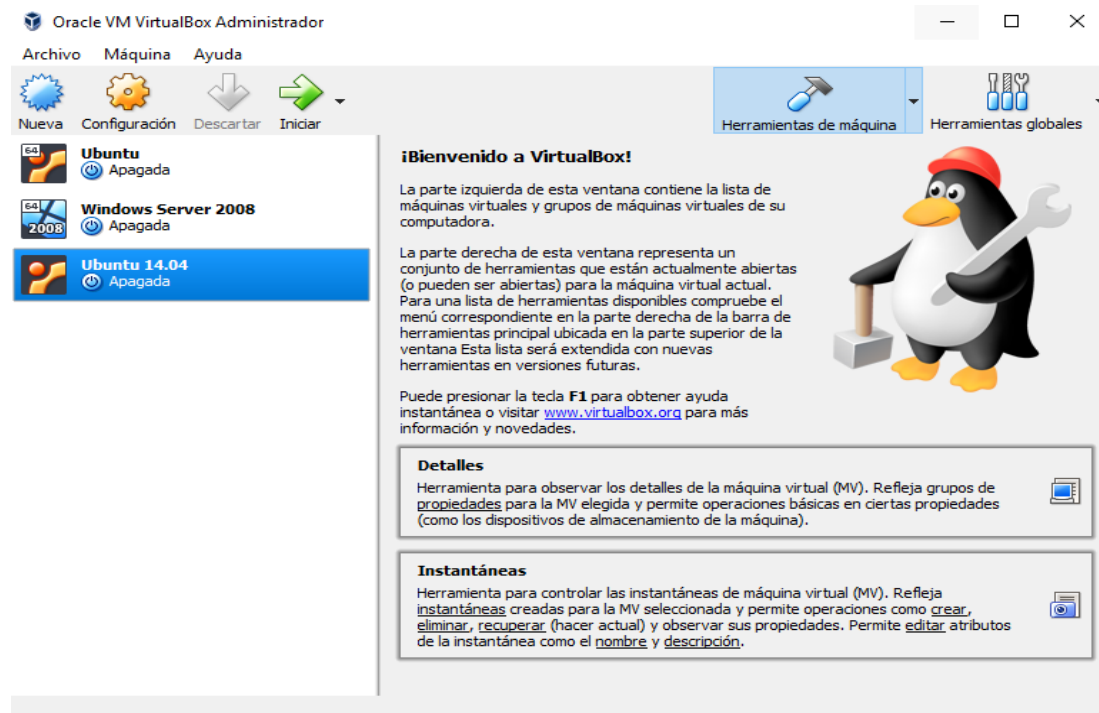 Oracle VM VirtualBox Administrador
Archivo Máquina Ayuda
Nueva Configuración Descartar Iniciar
Herramientas de máquina Herramientas globales
64
Ubuntu
Apagada
64
2008
Windows Server 2008
Apagada
Ubuntu 14.04
Apagada
¡Bienvenido a VirtualBox!
La parte izquierda de esta ventana contiene la lista de
máquinas virtuales y grupos de máquinas virtuales de su
computadora.
La parte derecha de esta ventana representa un
conjunto de herramientas que están actualmente abiertas
(o pueden ser abiertas) para la máquina virtual actual.
Para una lista de herramientas disponibles compruebe el
menú correspondiente en la parte derecha de la barra de
herramientas principal ubicada en la parte superior de la
ventana Esta lista será extendida con nuevas
herramientas en versiones futuras.
Puede presionar la tecla F1 para obtener ayuda
instantánea o visitar www.virtualbox.org para más
información y novedades.
Detalles
Herramienta para observar los detalles de la máquina virtual (MV). Refleja grupos de
propiedades para la MV elegida y permite operaciones básicas en ciertas propiedades
(como los dispositivos de almacenamiento de la máquina).
Instantáneas
Herramienta para controlar las instantáneas de máquina virtual (MV). Refleja
instantáneas creadas para la MV seleccionada y permite operaciones como crear,
eliminar, recuperar (hacer actual) y observar sus propiedades. Permite editar atributos
de la instantánea como el nombre y descripción.